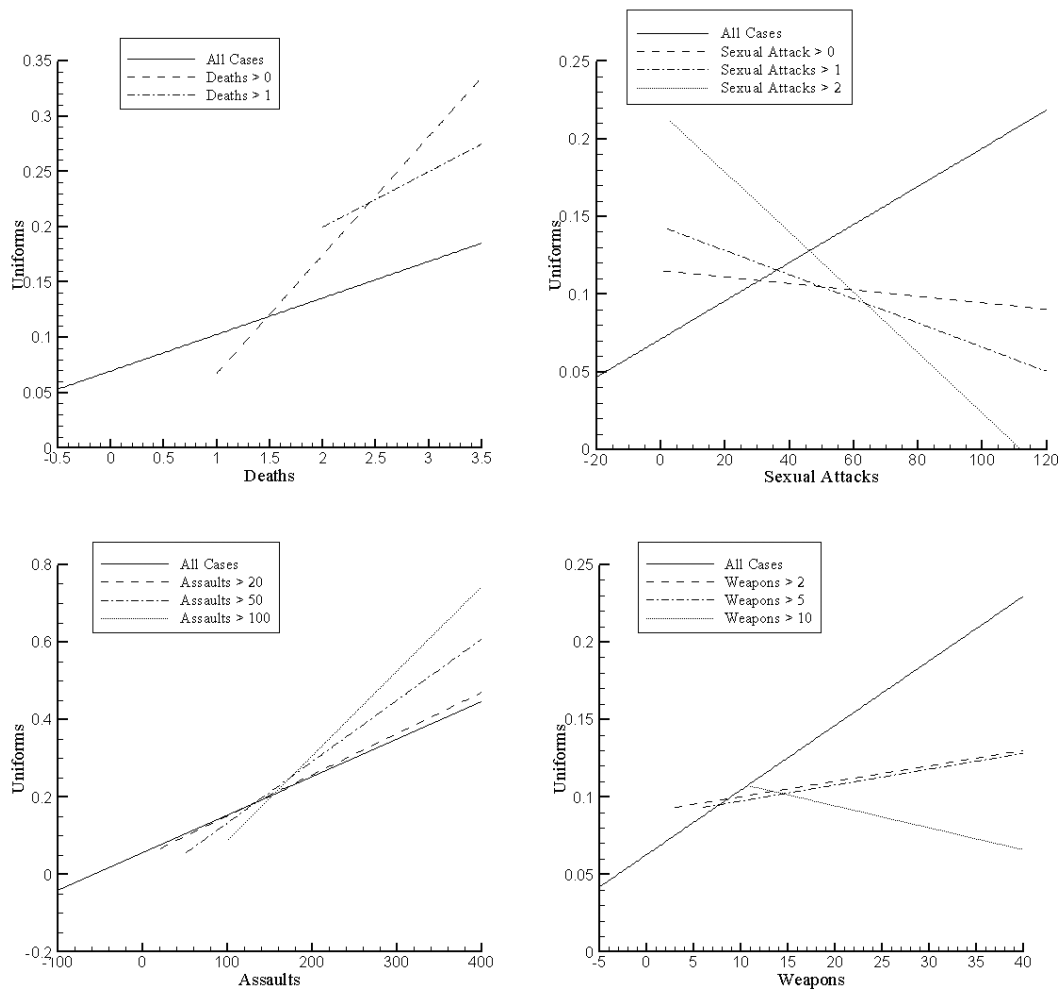 All Cases
Deaths > 0
Deaths > 1
0.35
0.3
0.25
0.2
0.15
0.1
0.05
0
Uniforms
-0.5 0 0.5 1 1.5 2 2.5 3 3.5
Deaths
All Cases
Sexual Attack > 0
Sexual Attacks > 1
Sexual Attacks > 2
0.25
0.2
0.15
0.1
0.05
0
Uniforms
-20 0 20 40 60 80 100 120
Sexual Attacks
All Cases
Assaults > 20
Assaults > 50
Assaults > 100
0.8
0.6
0.4
0.2
0
-0.2
Uniforms
-100 0 100 200 300 400
Assaults
All Cases
Weapons > 2
Weapons > 5
Weapons > 10
0.25
0.2
0.15
0.1
0.05
0
Uniforms
-5 0 5 10 15 20 25 30 35 40
Weapons